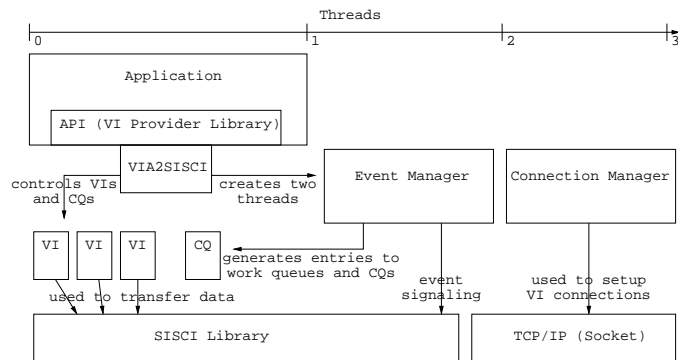 Threads
0 1 2 3
Application
API (VI Provider Library)
VIA2SISCI
controls VIs
and CQs
creates two
threads
Event Manager
Connection Manager
VI VI VI CQ
generates entries to
work queues and CQs
used to transfer data
event
signaling
used to setup
VI connections
SISCI Library
TCP/IP (Socket)